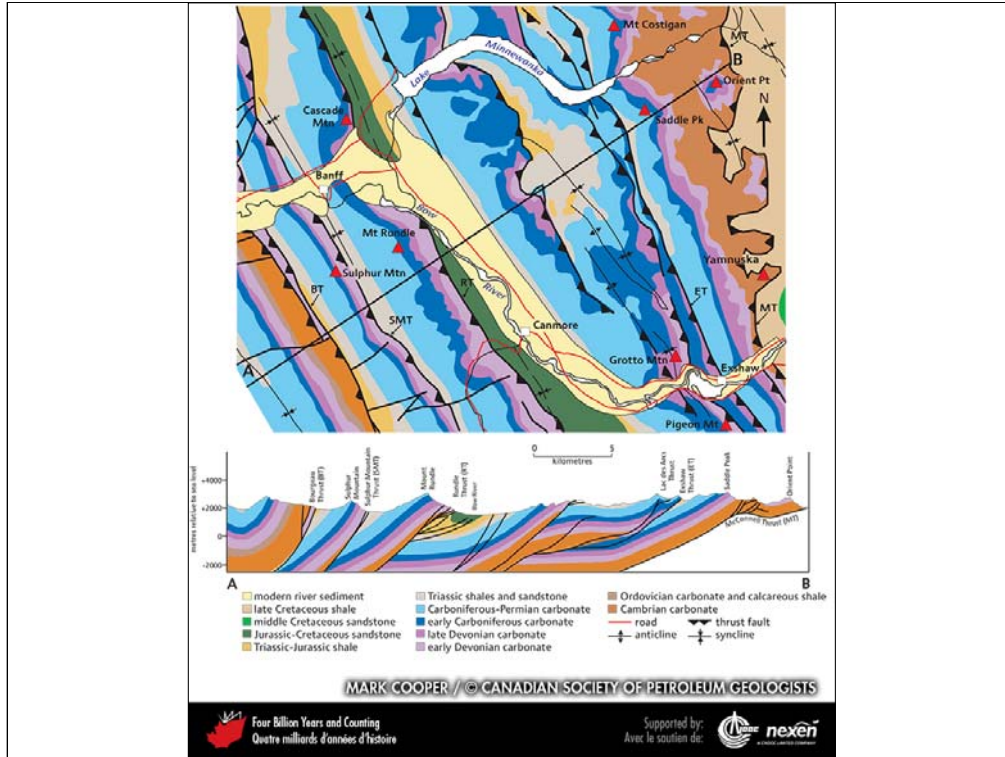 Mt Costigan
MT
B
Orient Pt
N
Lake
Minnewanka
Saddle Pk
Cascade
Mtn
Banff
Bow
River
Mt Rundle
Sulphur Mtn
BT
SMT
RT
Canmore
Yamnuska
ET
MT
Grotto Mtn
Exshaw
Pigeon Mt
A
0 5
kilometres
metres relative to sea level
+4000
+2000
0
-2000
Bourgeau
Thrust (BT)
Sulphur
Mountain
Sulphur Mountain
Thrust (SMT)
Mount
Rundle
Rundle
Thrust (RT)
Bow River
Lac des Arcs
Thrust
Exshaw
Thrust (ET)
Saddle Peak
Orient Point
McConnell Thrust (MT)
A
B
modern river sediment
late Cretaceous shale
middle Cretaceous sandstone
Jurassic-Cretaceous sandstone
Triassic-Jurassic shale
Triassic shales and sandstone
Carboniferous-Permian carbonate
early Carboniferous carbonate
late Devonian carbonate
early Devonian carbonate
Ordovician carbonate and calcareous shale
Cambrian carbonate
road
thrust fault
anticline
syncline
MARK COOPER / © CANADIAN SOCIETY OF PETROLEUM GEOLOGISTS
Four Billion Years and Counting
Quatre milliards d'années d'histoire
Supported by:
Avec le soutien de:
nexen
A CNOOC LIMITED COMPANY